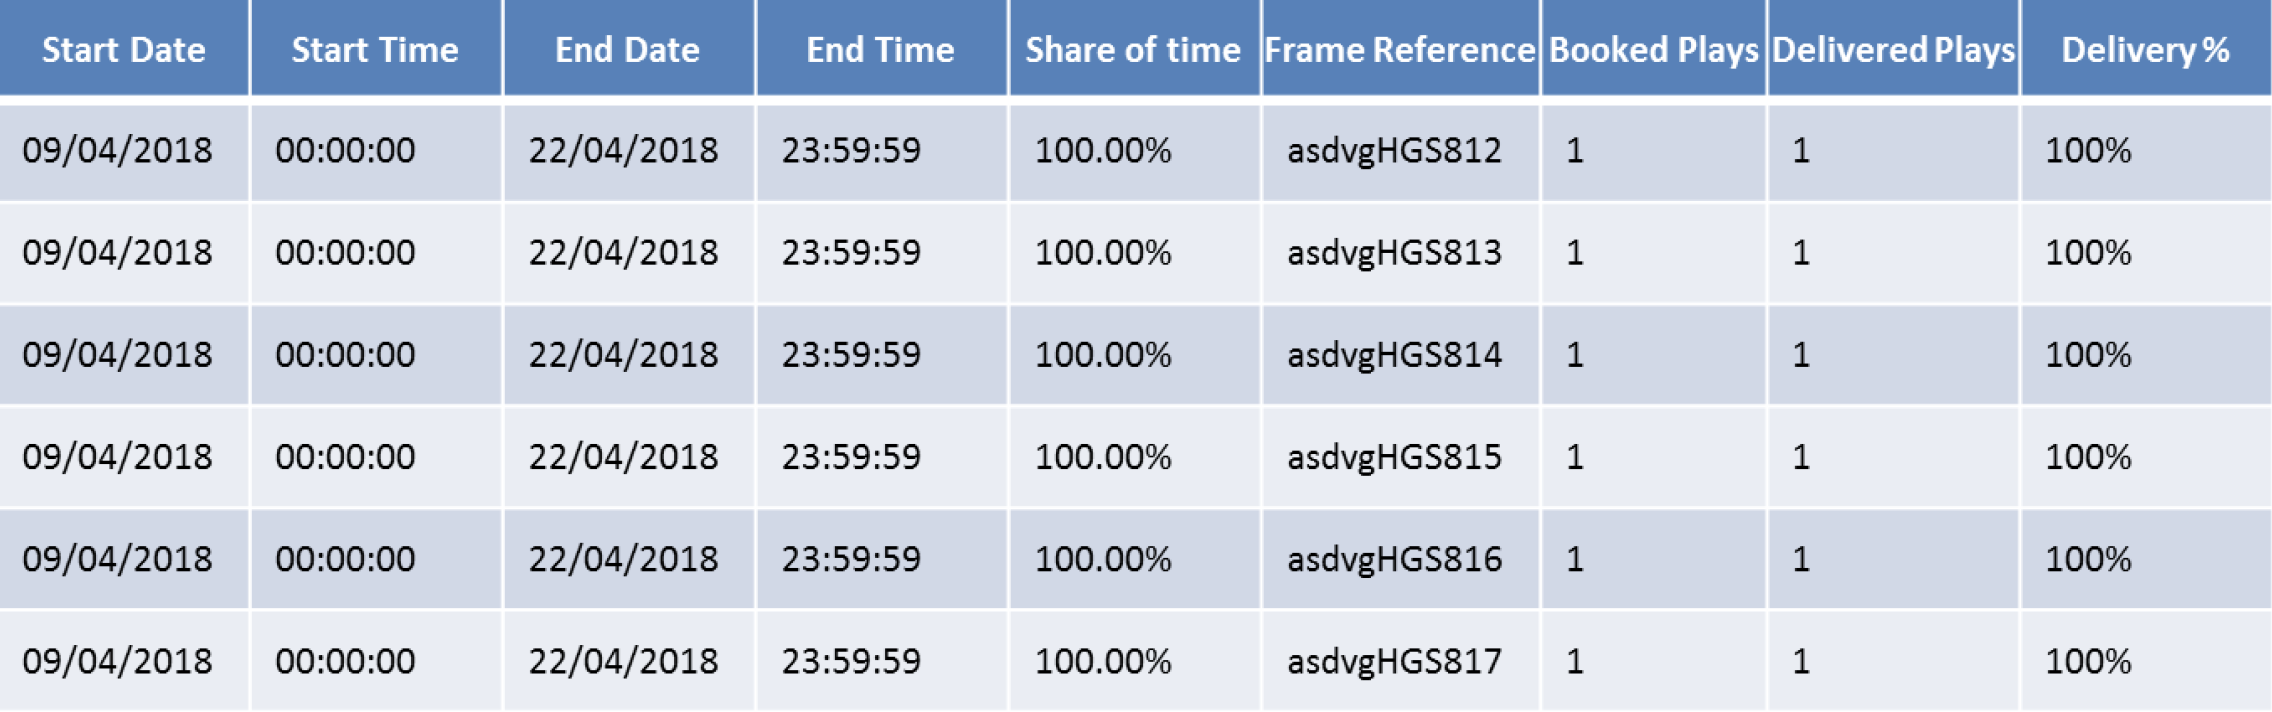 Start Date Start Time End Date End Time Share of time Frame Reference Booked Plays Delivered Plays Delivery %
09/04/2018 00:00:00 22/04/2018 23:59:59 100.00% asdvgHGS812 1 1 100%
09/04/2018 00:00:00 22/04/2018 23:59:59 100.00% asdvgHGS813 1 1 100%
09/04/2018 00:00:00 22/04/2018 23:59:59 100.00% asdvgHGS814 1 1 100%
09/04/2018 00:00:00 22/04/2018 23:59:59 100.00% asdvgHGS815 1 1 100%
09/04/2018 00:00:00 22/04/2018 23:59:59 100.00% asdvgHGS816 1 1 100%
09/04/2018 00:00:00 22/04/2018 23:59:59 100.00% asdvgHGS817 1 1 100%